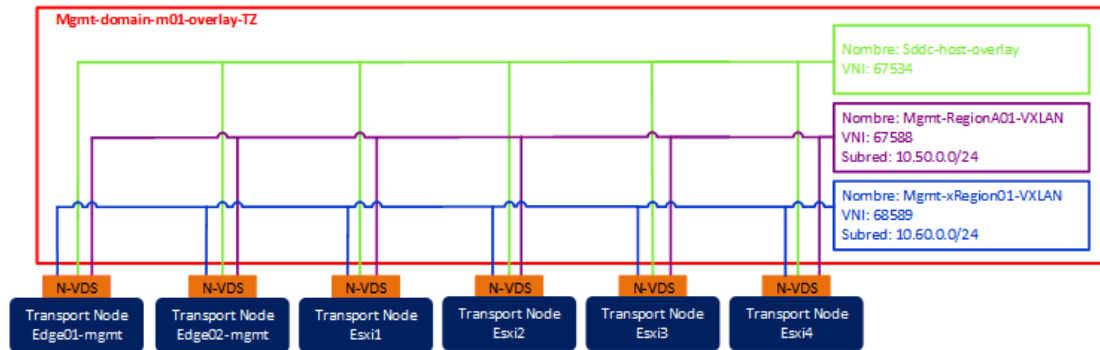 Mgmt-domain-m01-overlay-TZ
Nombre: Sddc-host-overlay
VNI: 67534
Nombre: Mgmt-RegionA01-VXLAN
VNI: 67588
Subred: 10.50.0.0/24
Nombre: Mgmt-xRegion01-VXLAN
VNI: 68589
Subred: 10.60.0.0/24
N-VDS
N-VDS
N-VDS
N-VDS
N-VDS
N-VDS
Transport Node
Edge01-mgmt
Transport Node
Edge02-mgmt
Transport Node
Esxi1
Transport Node
Esxi2
Transport Node
Esxi3
Transport Node
Esxi4